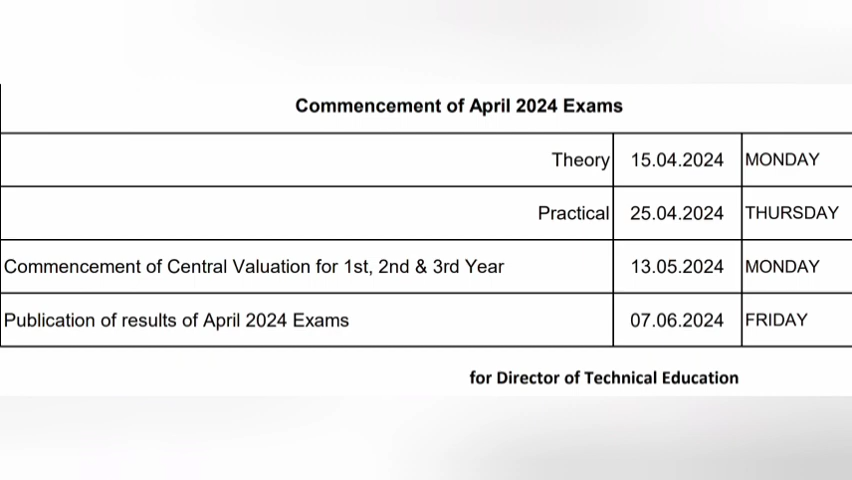 Commencement of April 2024 Exams
Theory 15.04.2024 MONDAY
Practical 25.04.2024 THURSDAY
Commencement of Central Valuation for 1st, 2nd & 3rd Year 13.05.2024 MONDAY
Publication of results of April 2024 Exams 07.06.2024 FRIDAY
for Director of Technical Education